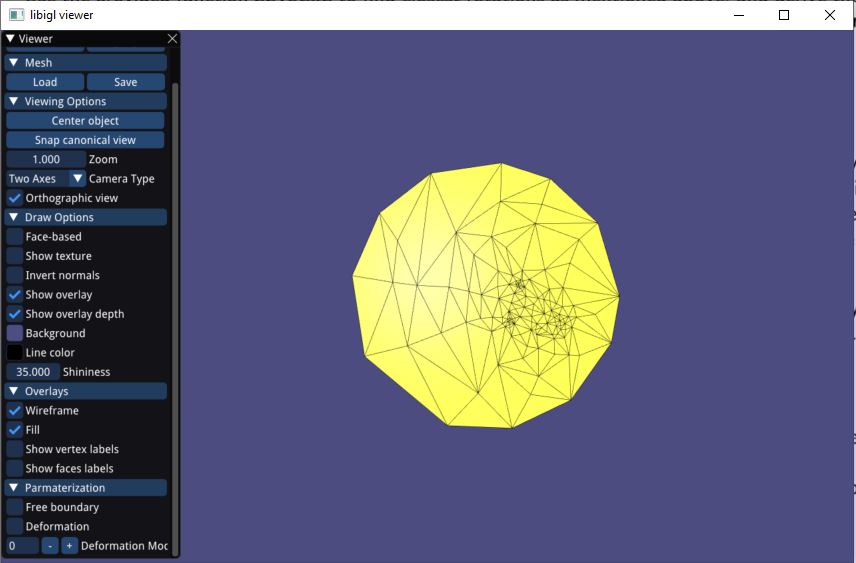 libigl viewer
Viewer
Mesh
Load Save
Viewing Options
Center object
Snap canonical view
1.000 Zoom
Two Axes Camera Type
Orthographic view
Draw Options
Face-based
Show texture
Invert normals
Show overlay
Show overlay depth
Background
Line color
35.000 Shininess
Overlays
Wireframe
Fill
Show vertex labels
Show faces labels
Parmaterization
Free boundary
Deformation
0 - + Deformation Moc